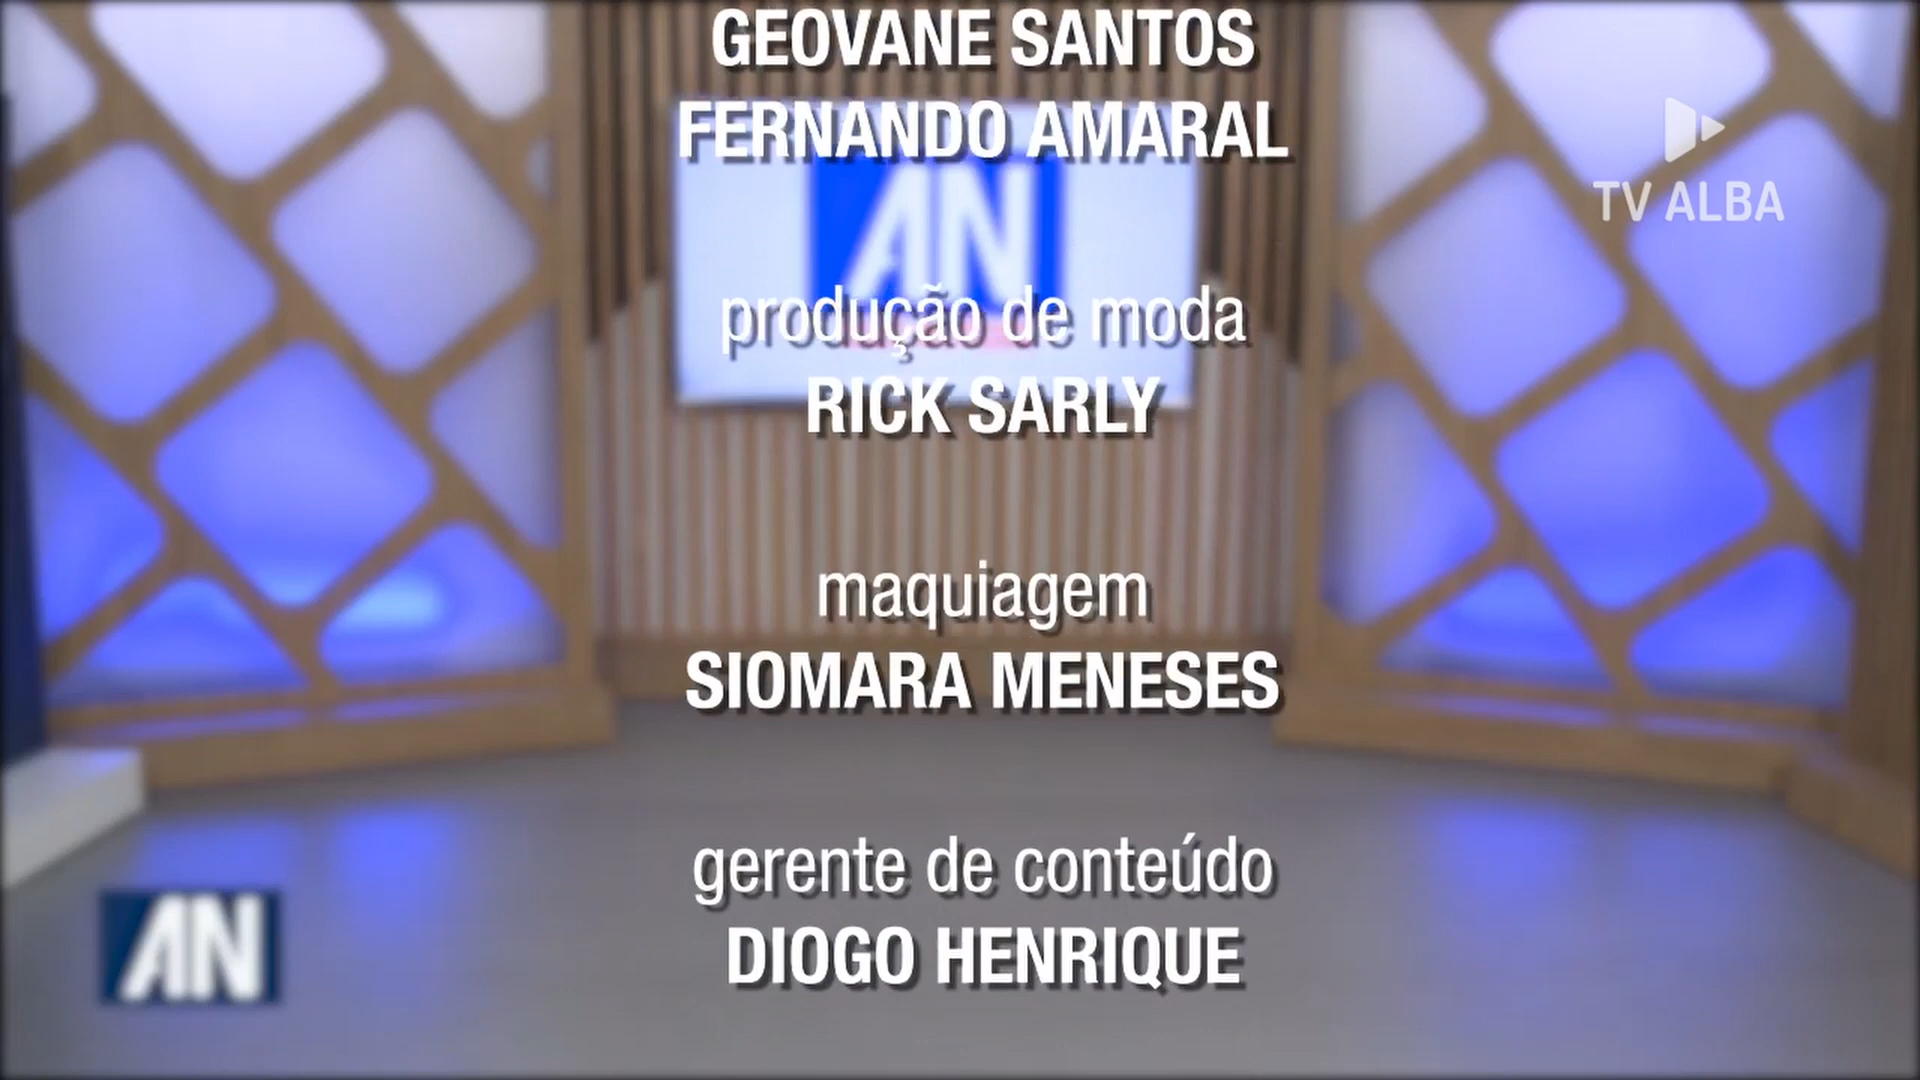 GEOVANE SANTOS
FERNANDO AMARAL
TV ALBA
AN
produção de moda
RICK SARLY
maquiagem
SIOMARA MENESES
gerente de conteúdo
DIOGO HENRIQUE
AN